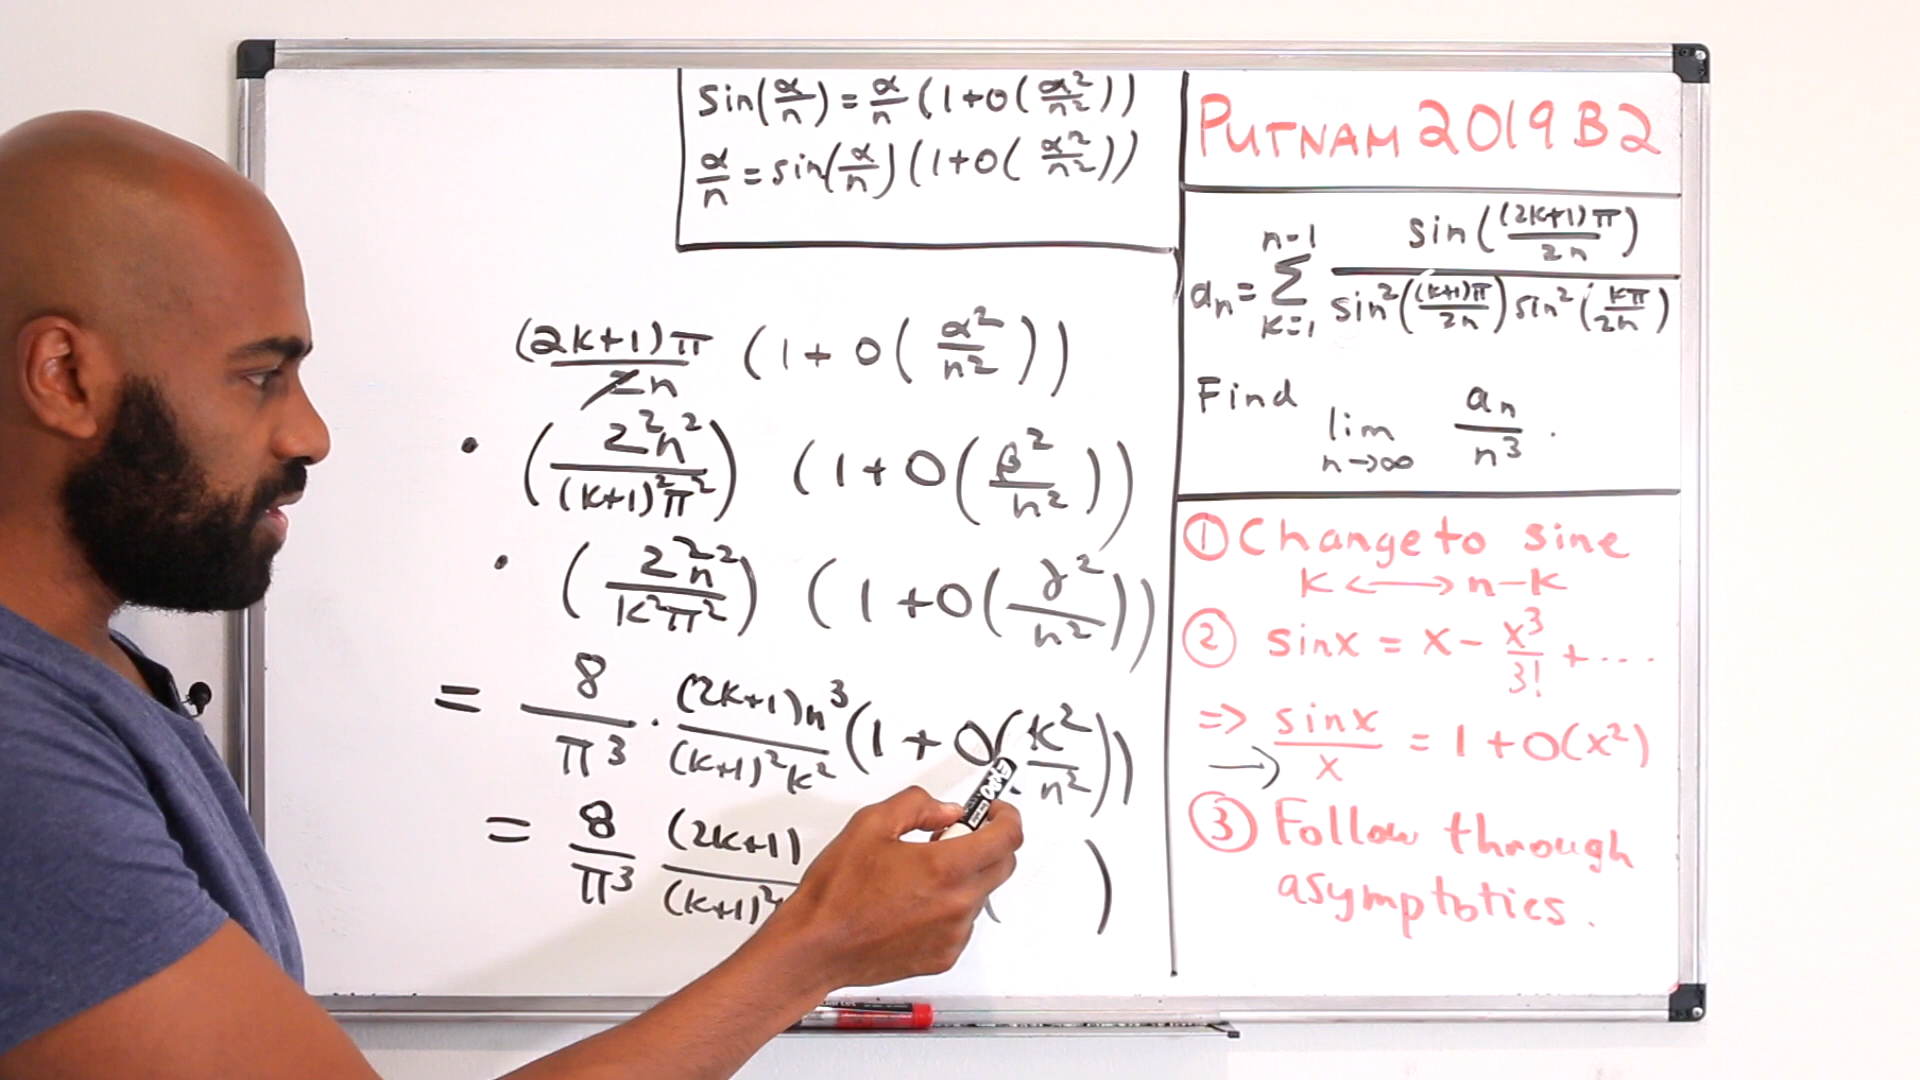 sin(α/n) = α/n (1+O(α²/n²))
α/n = sin(α/n)(1+O(α²/n²))
(2k+1)π/2n (1+O(α²/n²))
· (2²n²/(k+1)²π²) (1+O(β²/n²))
· (2²n²/k²π²) (1+O(γ²/n²))
= 8/π³ · (2k+1)n³/(k+1)²k² (1+O(k²/n²))
= 8/π³ (2k+1)/(k+1)² ( )
PUTNAM 2019 B2
aₙ = Σ k=1 n-1 sin((2k+1)π/2n) / sin²((k+1)π/2n) sin²(kπ/2n)
Find lim n→∞ aₙ/n³ .
① Change to sine
k ⟷ n-k
② sinx = x - x³/3! + ....
⇒ sinx/x = 1+O(x²)
→
③ Follow through
asymptotics.
EXPO